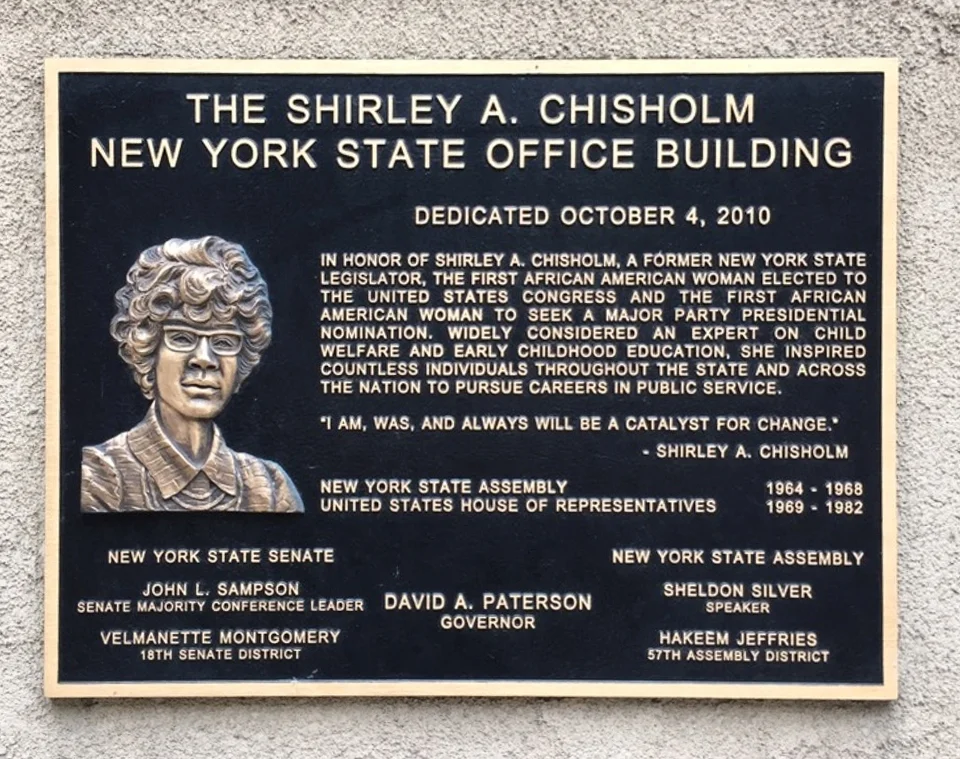 THE SHIRLEY A. CHISHOLM
NEW YORK STATE OFFICE BUILDING
DEDICATED OCTOBER 4, 2010
IN HONOR OF SHIRLEY A. CHISHOLM, A FORMER NEW YORK STATE
LEGISLATOR, THE FIRST AFRICAN AMERICAN WOMAN ELECTED TO
THE UNITED STATES CONGRESS AND THE FIRST AFRICAN
AMERICAN WOMAN TO SEEK A MAJOR PARTY PRESIDENTIAL
NOMINATION. WIDELY CONSIDERED AN EXPERT ON CHILD
WELFARE AND EARLY CHILDHOOD EDUCATION, SHE INSPIRED
COUNTLESS INDIVIDUALS THROUGHOUT THE STATE AND ACROSS
THE NATION TO PURSUE CAREERS IN PUBLIC SERVICE.
"I AM, WAS, AND ALWAYS WILL BE A CATALYST FOR CHANGE."
- SHIRLEY A. CHISHOLM
NEW YORK STATE ASSEMBLY 1964 - 1968
UNITED STATES HOUSE OF REPRESENTATIVES 1969 - 1982
NEW YORK STATE SENATE
JOHN L. SAMPSON
SENATE MAJORITY CONFERENCE LEADER
VELMANETTE MONTGOMERY
18TH SENATE DISTRICT
DAVID A. PATERSON
GOVERNOR
NEW YORK STATE ASSEMBLY
SHELDON SILVER
SPEAKER
HAKEEM JEFFRIES
57TH ASSEMBLY DISTRICT